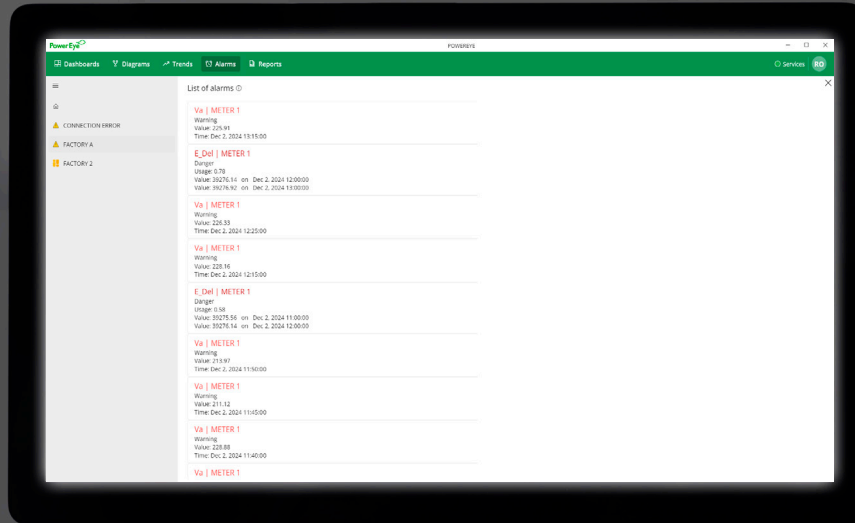 PowerEye
POWEREYE
Dashboards Diagrams Trends Alarms Reports Services RD
CONNECTION ERROR
FACTORY A
FACTORY 2
List of alarms
Va | METER 1
Warning
Value: 225.91
Time: Dec 2, 2024 13:15:00
E_Del | METER 1
Danger
Usage: 0.78
Value: 39276.14 on Dec 2, 2024 12:00:00
Value: 39276.92 on Dec 2, 2024 13:00:00
Va | METER 1
Warning
Value: 226.33
Time: Dec 2, 2024 12:25:00
Va | METER 1
Warning
Value: 228.16
Time: Dec 2, 2024 12:15:00
E_Del | METER 1
Danger
Usage: 0.58
Value: 39275.56 on Dec 2, 2024 11:00:00
Value: 39276.14 on Dec 2, 2024 12:00:00
Va | METER 1
Warning
Value: 213.97
Time: Dec 2, 2024 11:50:00
Va | METER 1
Warning
Value: 211.12
Time: Dec 2, 2024 11:45:00
Va | METER 1
Warning
Value: 228.88
Time: Dec 2, 2024 11:40:00
Va | METER 1